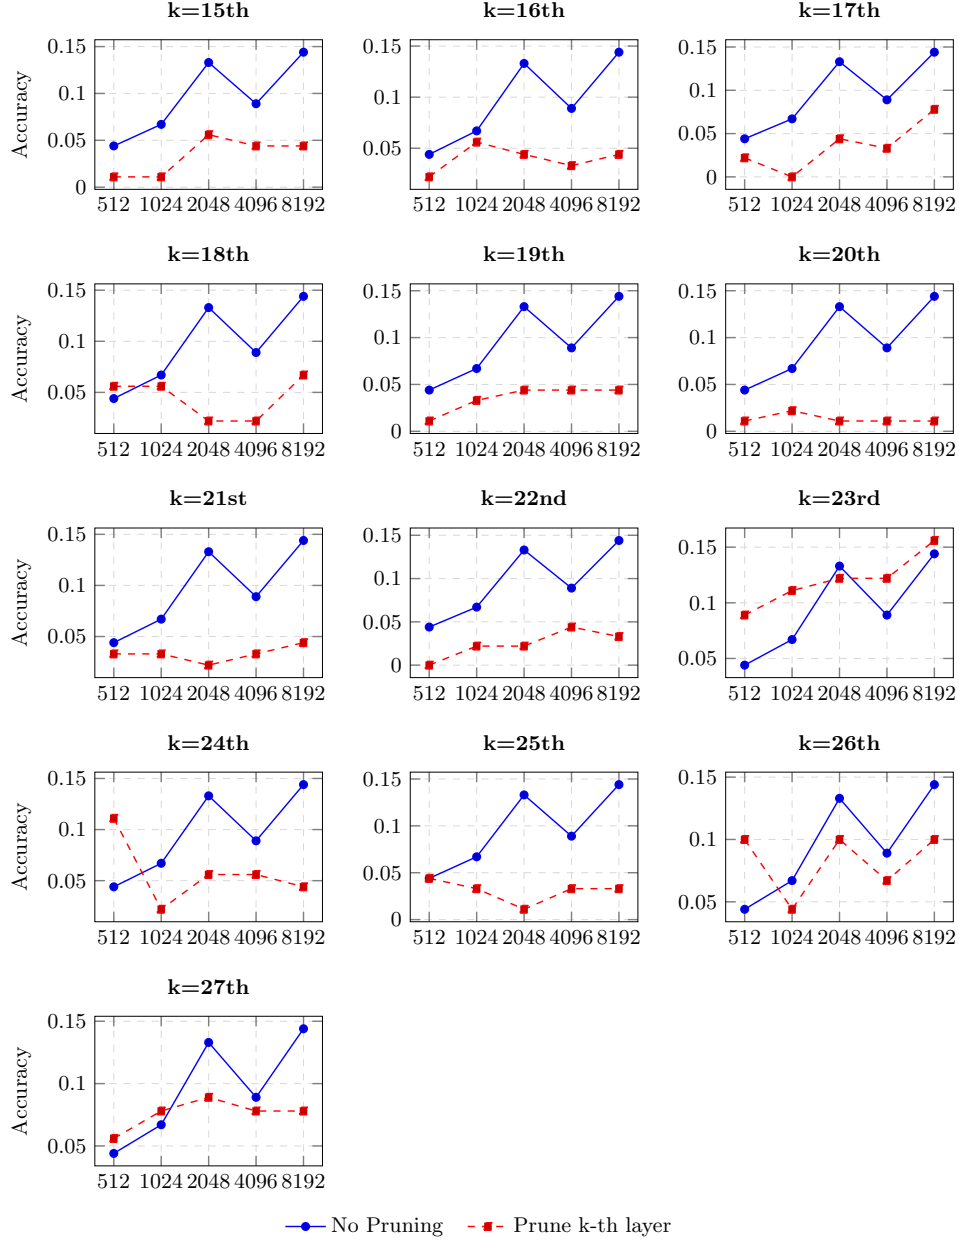 k=15th k=16th k=17th
0.15 0.15
0.1 0.1 0.1
0.05 0.05 0.05
0 0
Accuracy
512 1024 2048 4096 8192 512 1024 2048 4096 8192 512 1024 2048 4096 8192
0.15
k=18th k=19th k=20th
0.15 0.15 0.15
0.1 0.1 0.1
0.05 0.05 0.05
0 0
Accuracy
512 1024 2048 4096 8192 512 1024 2048 4096 8192 512 1024 2048 4096 8192
k=21st k=22nd k=23rd
0.15 0.15 0.15
0.1 0.1 0.1
0.05 0.05 0.05
0
Accuracy
512 1024 2048 4096 8192 512 1024 2048 4096 8192 512 1024 2048 4096 8192
k=24th k=25th k=26th
0.15 0.15 0.15
0.1 0.1 0.1
0.05 0.05 0.05
0
Accuracy
512 1024 2048 4096 8192 512 1024 2048 4096 8192 512 1024 2048 4096 8192
k=27th
0.15
0.1
0.05
Accuracy
512 1024 2048 4096 8192
No Pruning Prune k-th layer